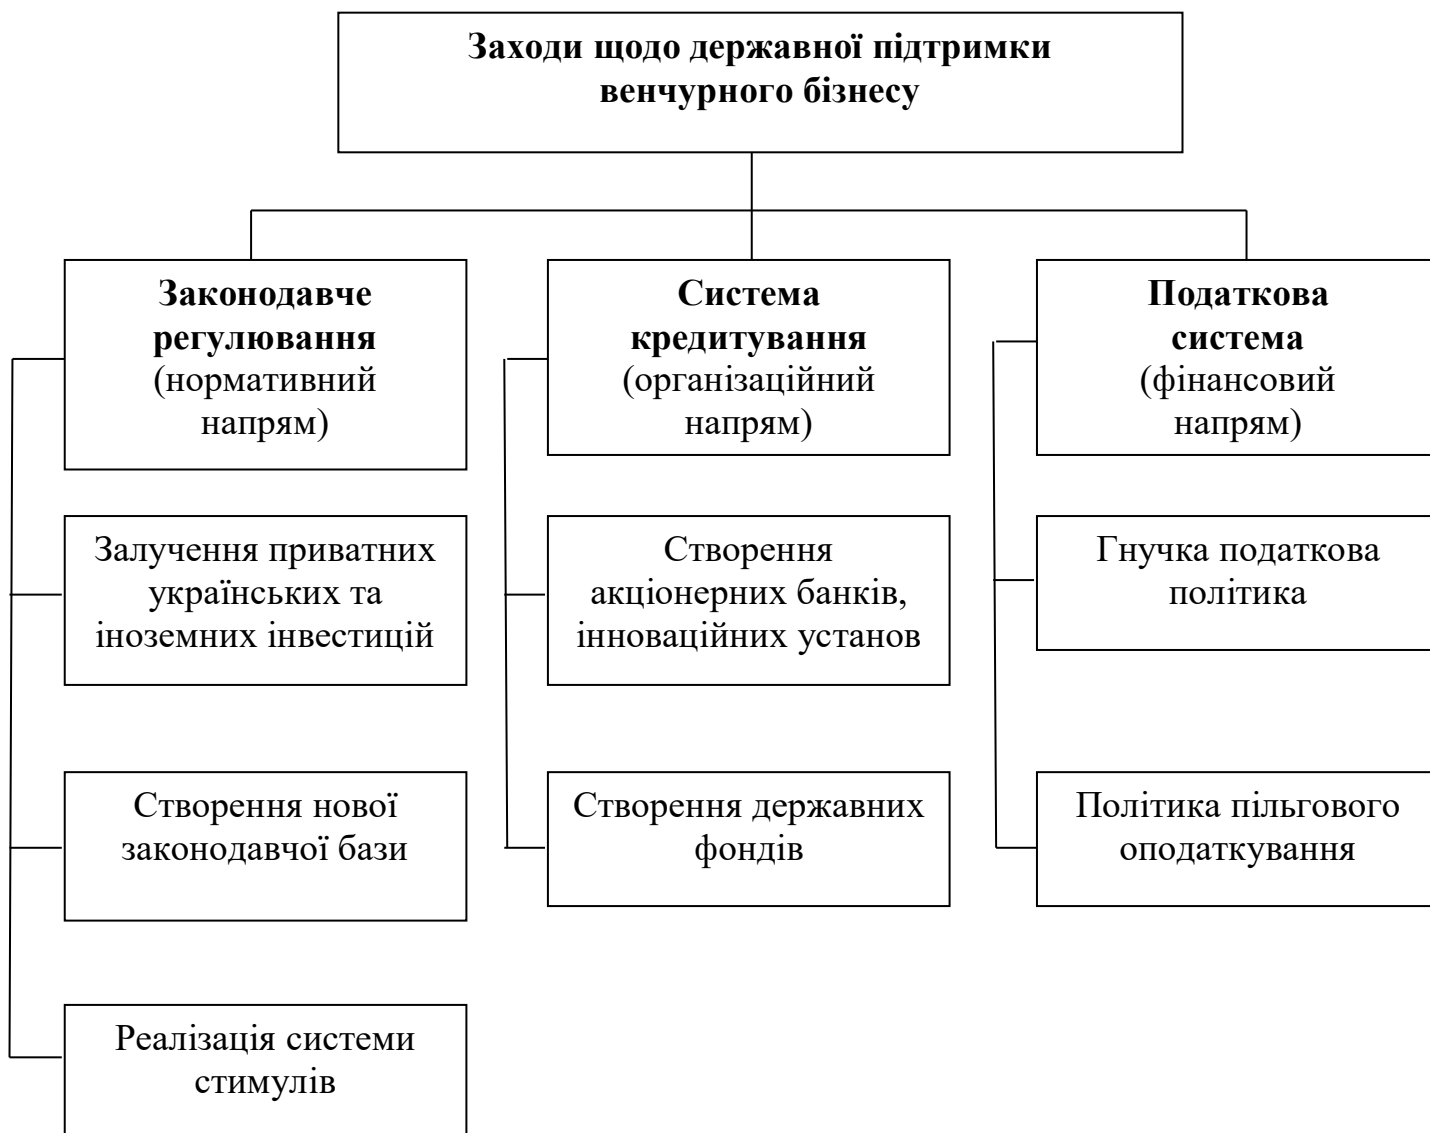 Заходи щодо державної підтримки
венчурного бізнесу
Законодавче
регулювання
(нормативний
напрям)
Система
кредитування
(організаційний
напрям)
Податкова
система
(фінансовий
напрям)
Залучення приватних
українських та
іноземних інвестицій
Створення
акціонерних банків,
інноваційних установ
Гнучка податкова
політика
Створення нової
законодавчої бази
Створення державних
фондів
Політика пільгового
оподаткування
Реалізація системи
стимулів